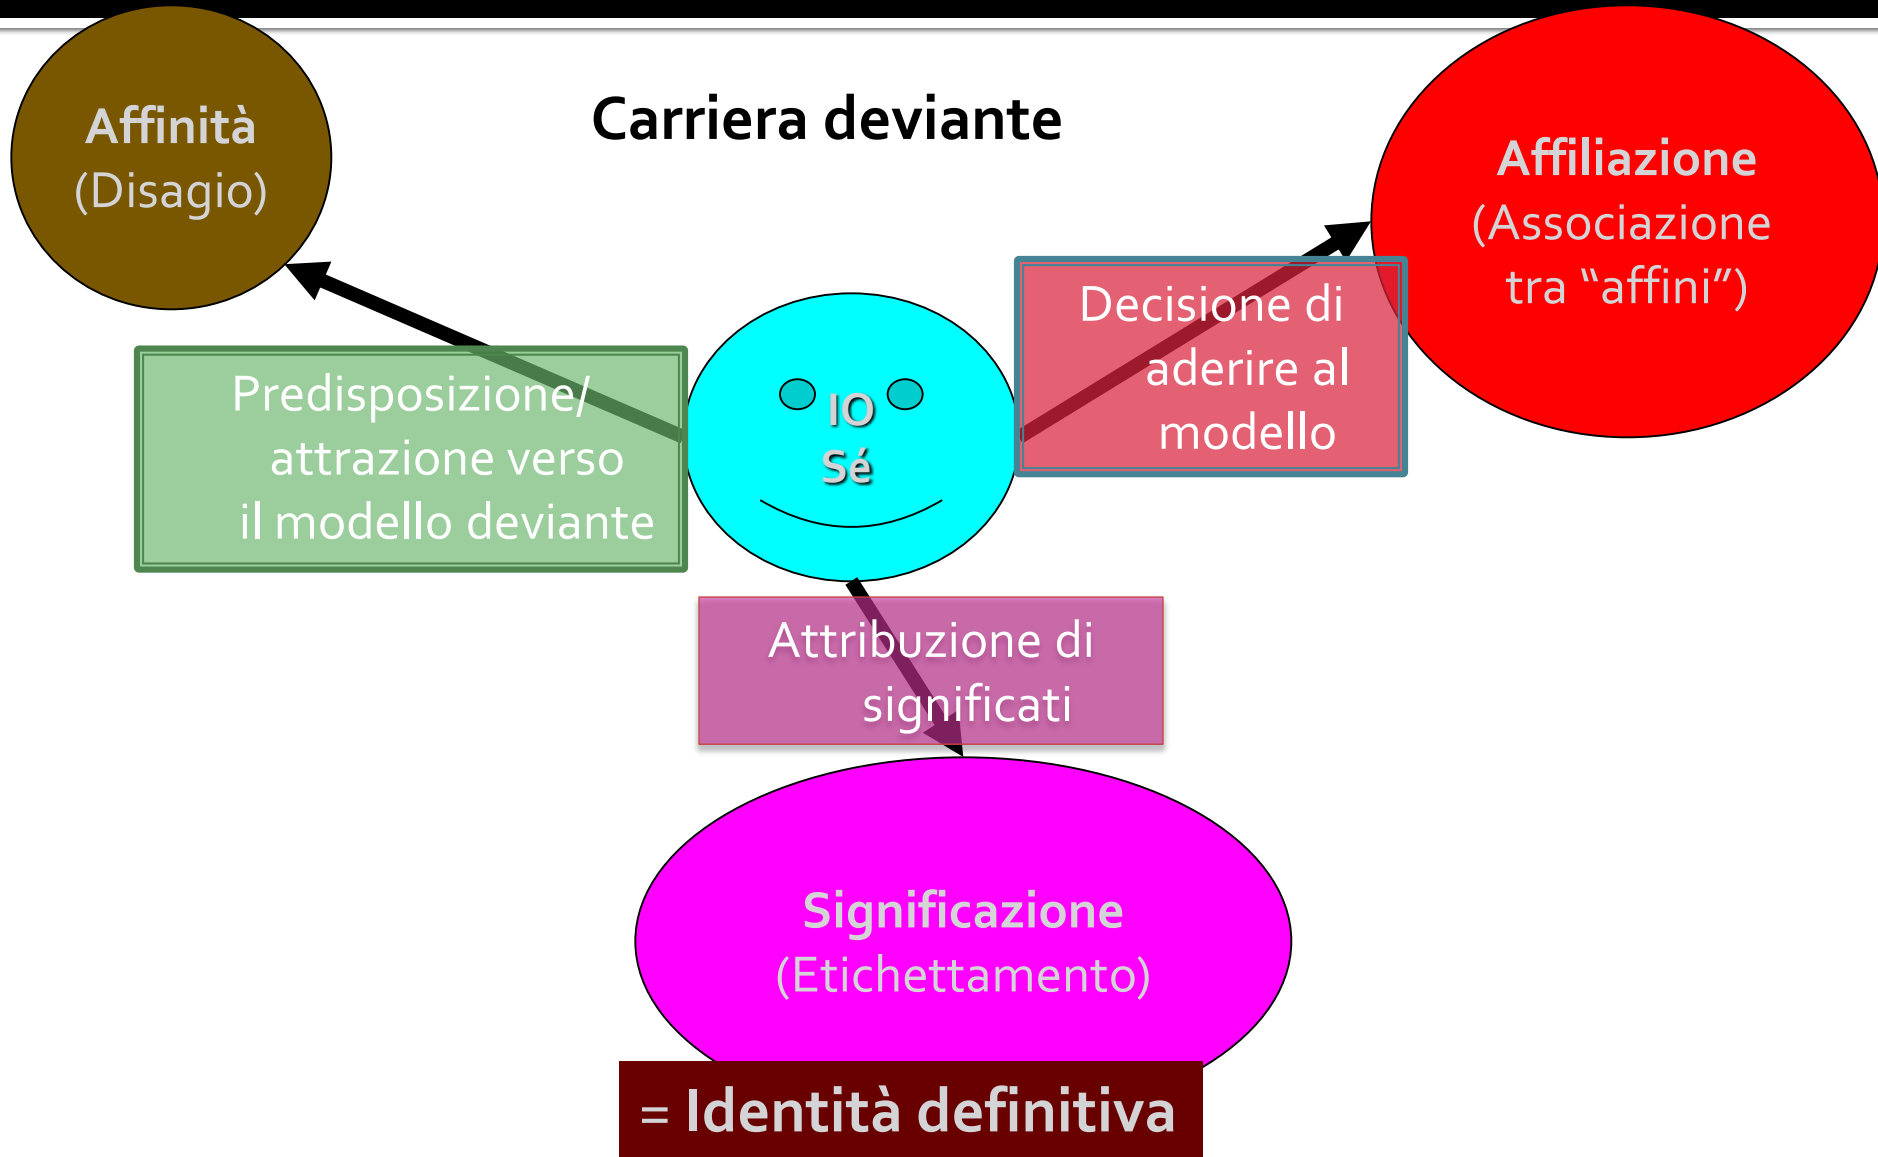 Carriera deviante
Affinità
(Disagio)
Affiliazione
(Associazione
tra “affini”)
Predisposizione/
attrazione verso
il modello deviante
IO
Sé
Decisione di
aderire al
modello
Attribuzione di
significati
Significazione
(Etichettamento)
= Identità definitiva